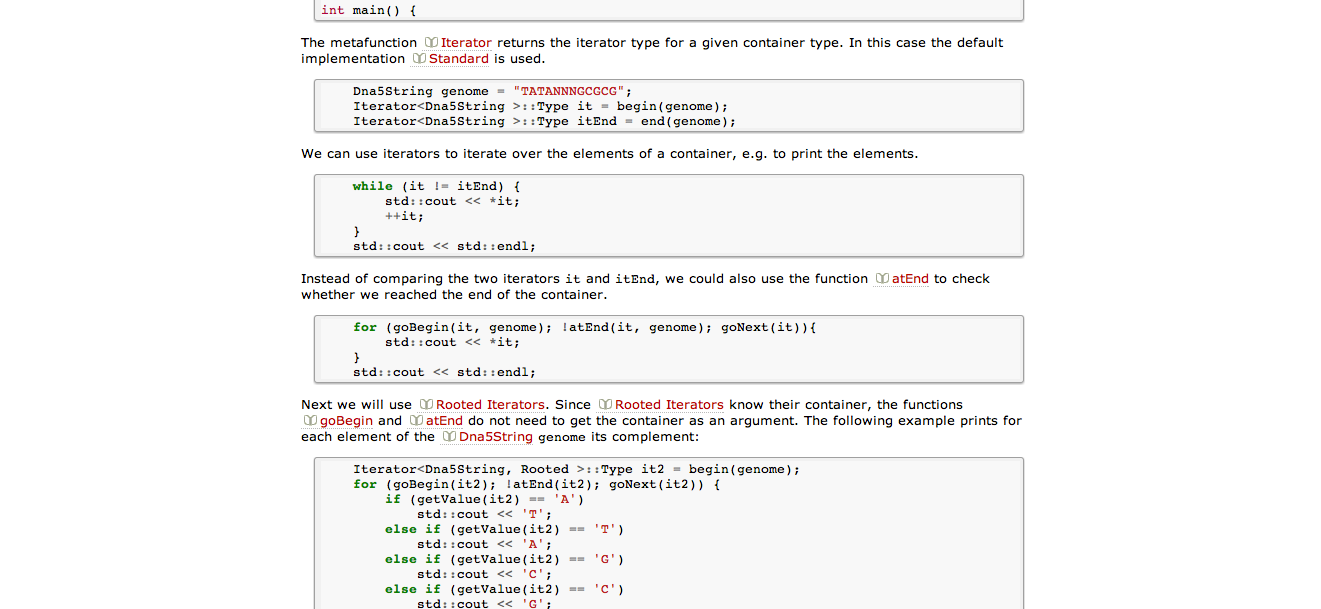 int main() {
The metafunction Iterator returns the iterator type for a given container type. In this case the default
implementation Standard is used.
Dna5String genome = "TATANNNGCGCG";
Iterator<Dna5String >::Type it = begin(genome);
Iterator<Dna5String >::Type itEnd = end(genome);
We can use iterators to iterate over the elements of a container, e.g. to print the elements.
while (it != itEnd) {
std::cout << *it;
++it;
}
std::cout << std::endl;
Instead of comparing the two iterators it and itEnd, we could also use the function atEnd to check
whether we reached the end of the container.
for (goBegin(it, genome); !atEnd(it, genome); goNext(it)){
std::cout << *it;
}
std::cout << std::endl;
Next we will use Rooted Iterators. Since Rooted Iterators know their container, the functions
goBegin and atEnd do not need to get the container as an argument. The following example prints for
each element of the Dna5String genome its complement:
Iterator<Dna5String, Rooted >::Type it2 = begin(genome);
for (goBegin(it2); !atEnd(it2); goNext(it2)) {
if (getValue(it2) == 'A')
std::cout << 'T';
else if (getValue(it2) == 'T')
std::cout << 'A';
else if (getValue(it2) == 'G')
std::cout << 'C';
else if (getValue(it2) == 'C')
std::cout << 'G';